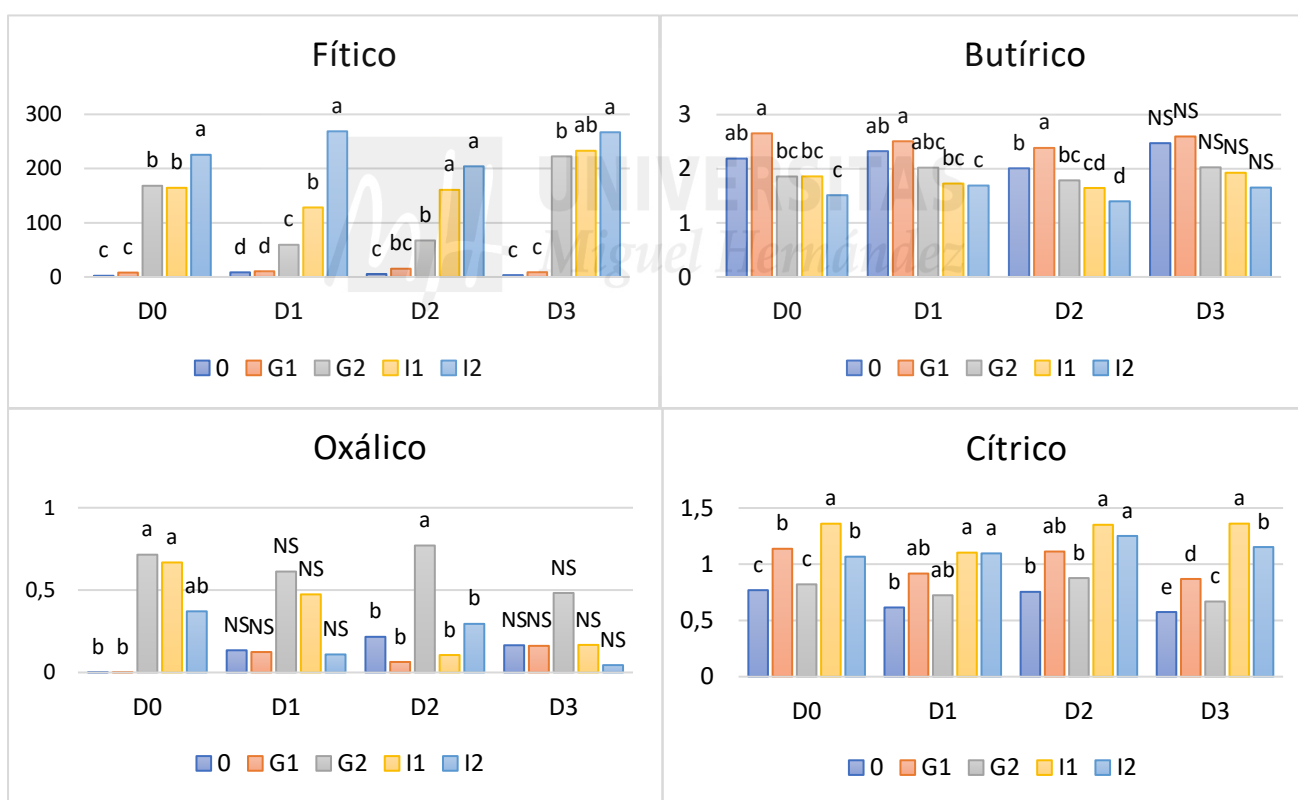 Fítico
300
200
100
0
c c b b a
d d c b a
c bc b a a
c c b ab a
D0 D1 D2 D3
0 G1 G2 I1 I2
Butírico
3
2
1
0
ab a bc bc c
ab a abc bc c
b a bc cd d
NS NS NS NS NS
D0 D1 D2 D3
0 G1 G2 I1 I2
UNIVERSITAS
Miguel Hernández
Oxálico
1
0,5
0
b b a a ab
NS NS NS NS NS
b b a b b
NS NS NS NS NS
D0 D1 D2 D3
0 G1 G2 I1 I2
Cítrico
1,5
1
0,5
0
c b c a b
b ab ab a a
b ab b a a
e d c a b
D0 D1 D2 D3
0 G1 G2 I1 I2